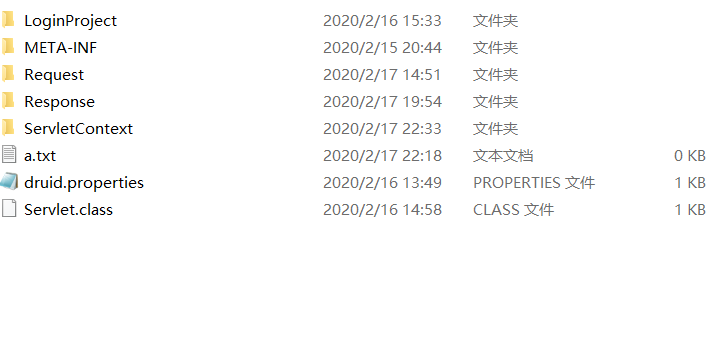 LoginProject 2020/2/16 15:33 文件夹
META-INF 2020/2/15 20:44 文件夹
Request 2020/2/17 14:51 文件夹
Response 2020/2/17 19:54 文件夹
ServletContext 2020/2/17 22:33 文件夹
a.txt 2020/2/17 22:18 文本文档 0 KB
druid.properties 2020/2/16 13:49 PROPERTIES 文件 1 KB
Servlet.class 2020/2/16 14:58 CLASS 文件 1 KB